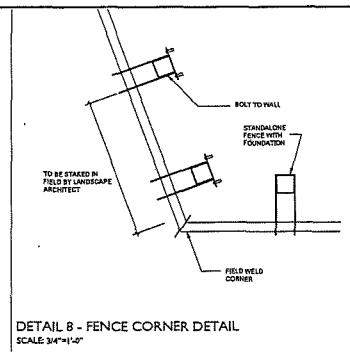 BOLT TO WALL
STANDALONE
FENCE WITH
FOUNDATION
TO BE STAKED IN
FIELD BY LANDSCAPE
ARCHITECT
FIELD WELD
CORNER
DETAIL 8 - FENCE CORNER DETAIL
SCALE: 3/4"=1'-0"